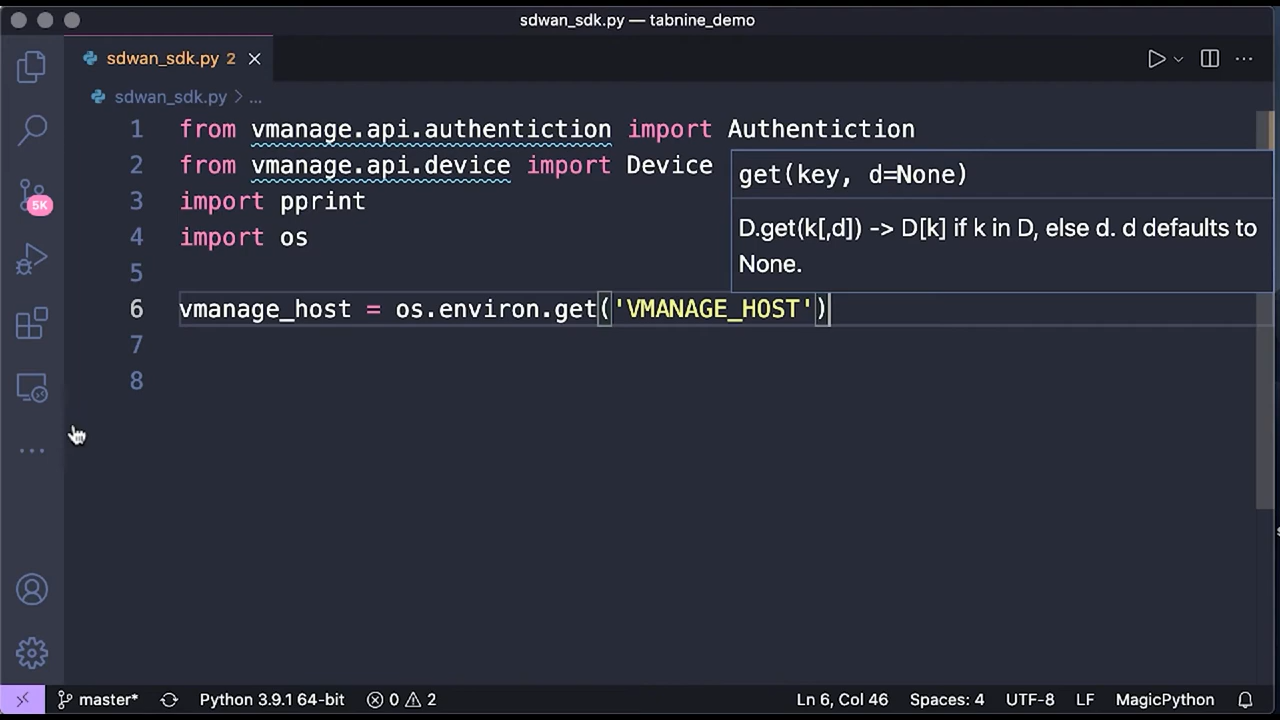 sdwan_sdk.py — tabnine_demo
sdwan_sdk.py 2
sdwan_sdk.py > ...
1 from vmanage.api.authentiction import Authentiction
2 from vmanage.api.device import Device
get(key, d=None)
3 import pprint
D.get(k[,d]) -> D[k] if k in D, else d. d defaults to
4 import os
None.
5
6 vmanage_host = os.environ.get('VMANAGE_HOST')
7
8
5K
master* Python 3.9.1 64-bit 0 2 Ln 6, Col 46 Spaces: 4 UTF-8 LF MagicPython